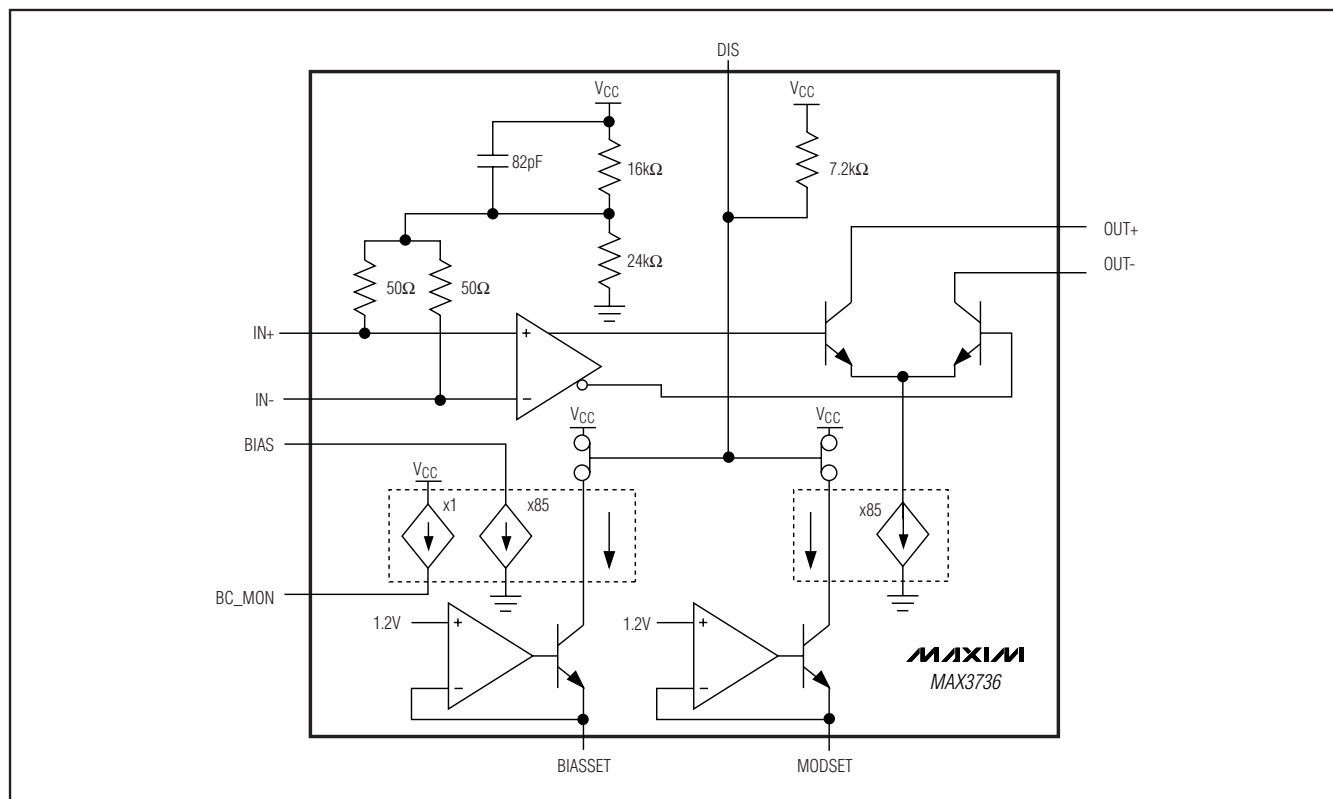 DIS
VCC
VCC
82pF
16kΩ
7.2kΩ
24kΩ
50Ω
50Ω
OUT+
OUT-
IN+
+
IN-
-
VCC
VCC
BIAS
VCC
x1
x85
x85
BC_MON
1.2V
+
1.2V
+
-
-
MAXIM
MAX3736
BIASSET
MODSET